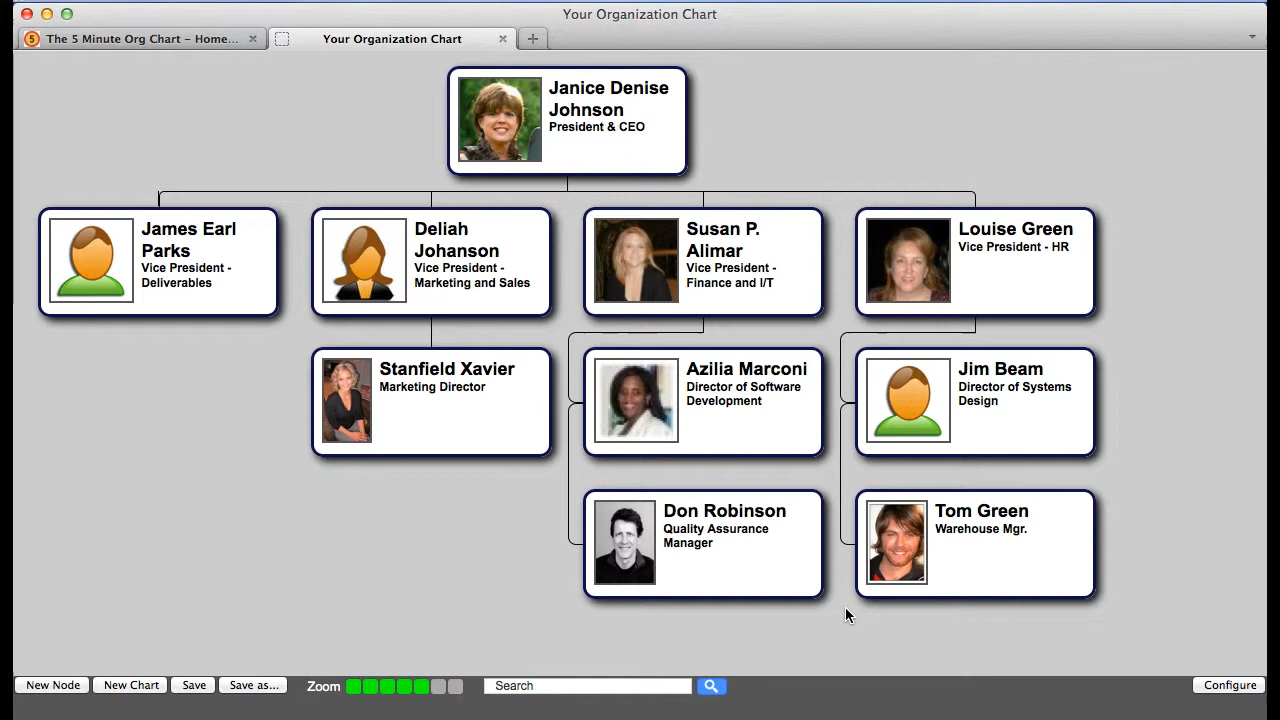 Your Organization Chart
5 The 5 Minute Org Chart – Home...
Your Organization Chart
Janice Denise
Johnson
President & CEO
James Earl
Parks
Vice President -
Deliverables
Deliah
Johanson
Vice President -
Marketing and Sales
Susan P.
Alimar
Vice President -
Finance and I/T
Louise Green
Vice President - HR
Stanfield Xavier
Marketing Director
Azilia Marconi
Director of Software
Development
Jim Beam
Director of Systems
Design
Don Robinson
Quality Assurance
Manager
Tom Green
Warehouse Mgr.
New Node New Chart Save Save as... Zoom Search Configure